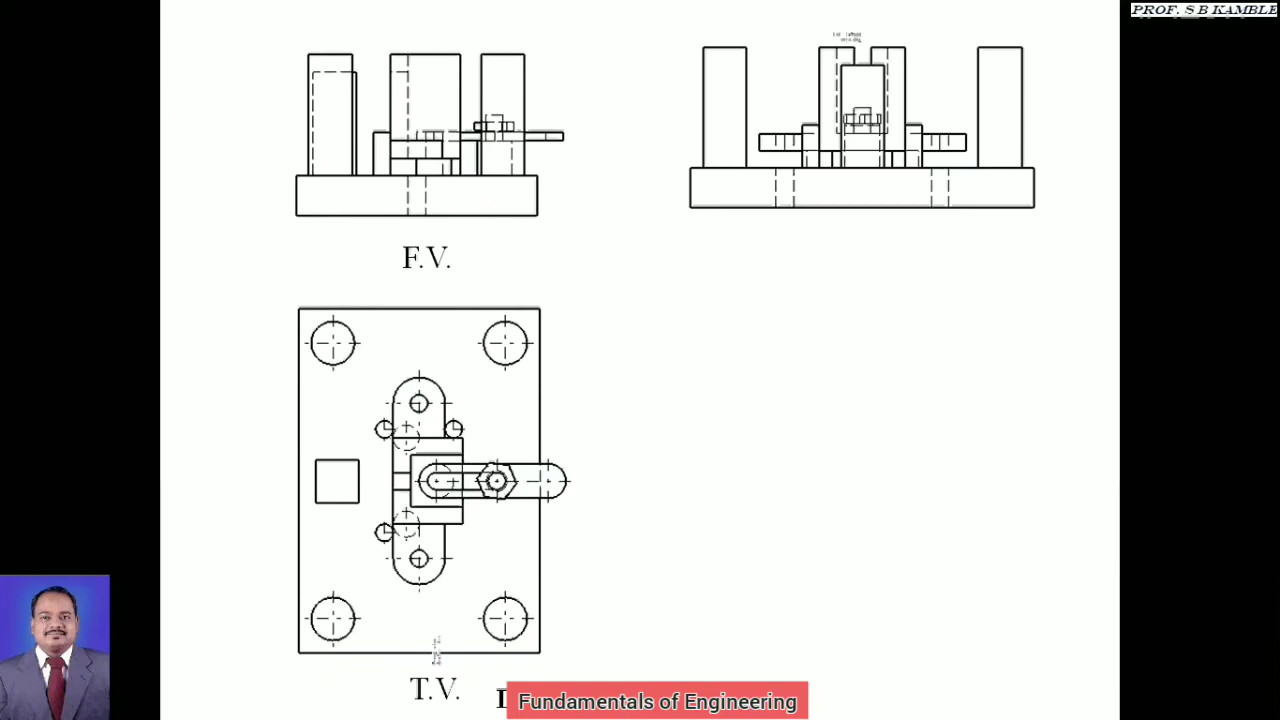 PROF. S B KAMBLE
F.V.
T.V.
Fundamentals of Engineering